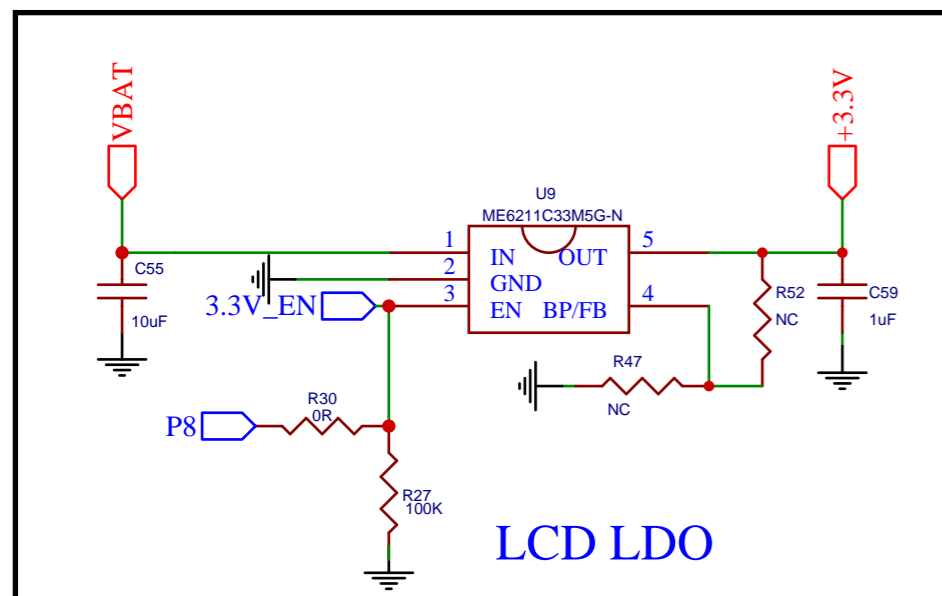 VBAT
+3.3V
U9
ME6211C33M5G-N
1
IN
OUT
5
C55
2
GND
10uF
3.3V_EN
3
EN
BP/FB
4
R52
NC
C59
1uF
R47
NC
R30
0R
P8
R27
100K
LCD LDO